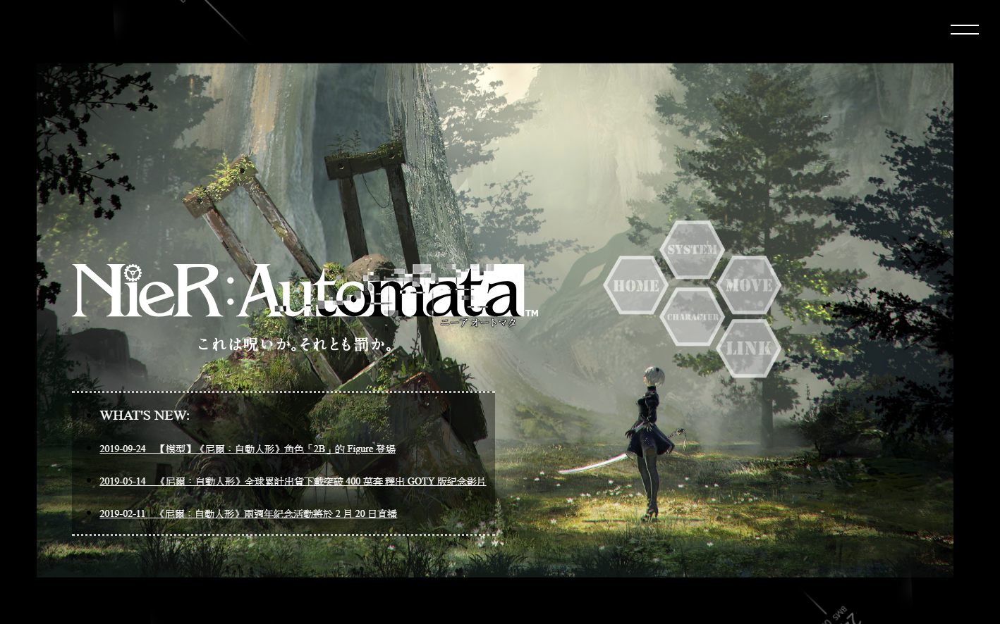 SYSTEM
HOME
MOVE
CHARACTER
LINK
NieR:Automata™
ニーア オートマタ
これは呪いか。それとも罰か。
WHAT'S NEW:
2019-09-24 【模型】《尼爾：自動人形》角色「2B」的 Figure 登場
2019-05-14 《尼爾：自動人形》全球累計出貨下載突破 400 萬套 釋出 GOTY 版紀念影片
2019-02-11 《尼爾：自動人形》兩週年紀念活動將於 2 月 20 日直播
BMS